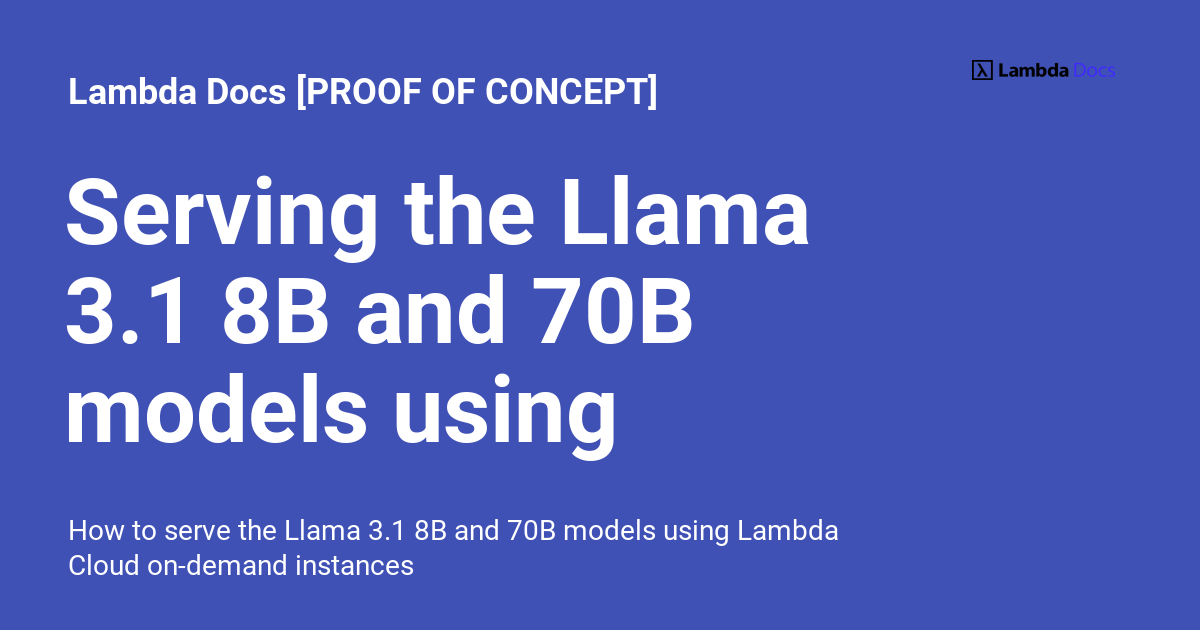 Lambda Docs [PROOF OF CONCEPT]
λ Lambda Docs
Serving the Llama
3.1 8B and 70B
models using
How to serve the Llama 3.1 8B and 70B models using Lambda
Cloud on-demand instances